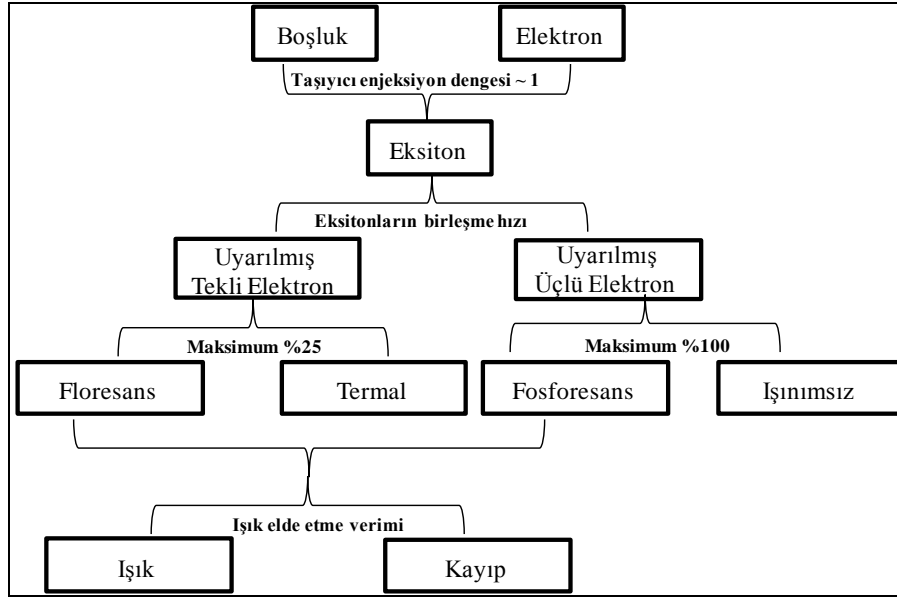 Boşluk
Elektron
Taşıyıcı enjeksiyon dengesi ~ 1
Eksiton
Eksitonların birleşme hızı
Uyarılmış
Tekli Elektron
Uyarılmış
Üçlü Elektron
Maksimum %25
Maksimum %100
Floresans
Termal
Fosforesans
Işınımsız
Işık elde etme verimi
Işık
Kayıp